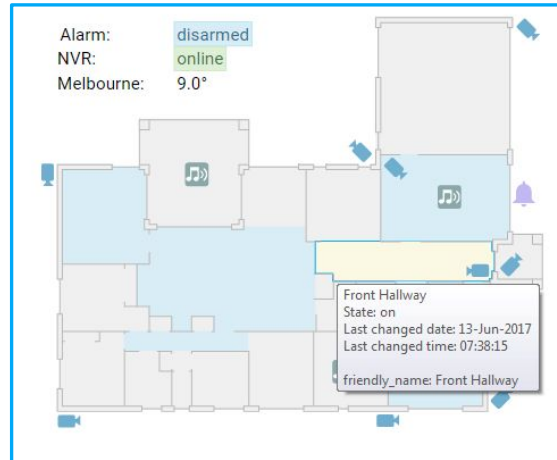 Alarm: disarmed
NVR: online
Melbourne: 9.0°
Front Hallway
State: on
Last changed date: 13-Jun-2017
Last changed time: 07:38:15
friendly_name: Front Hallway